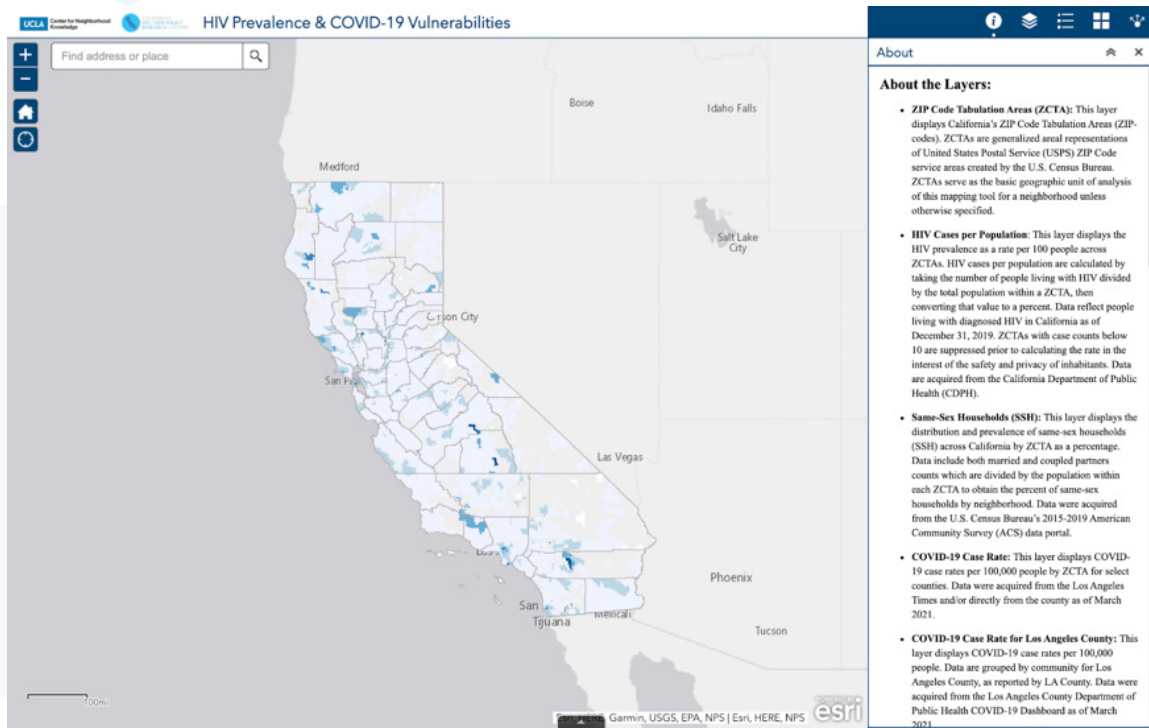 UCLA Center for Neighborhood
Knowledge
HIV Prevalence & COVID-19 Vulnerabilities
Find address or place
Boise
Idaho Falls
Medford
Salt Lake
City
Carson City
San
Las Vegas
Phoenix
San
Tijuana
Mexicali
Tucson
100mi
Esri, HERE, Garmin, USGS, EPA, NPS | Esri, HERE, NPS
POWERED BY
esri
About
About the Layers:
• ZIP Code Tabulation Areas (ZCTA): This layer
displays California's ZIP Code Tabulation Areas (ZIP-
codes). ZCTAs are generalized areal representations
of United States Postal Service (USPS) ZIP Code
service areas created by the U.S. Census Bureau.
ZCTAs serve as the basic geographic unit of analysis
of this mapping tool for a neighborhood unless
otherwise specified.
• HIV Cases per Population: This layer displays the
HIV prevalence as a rate per 100 people across
ZCTAs. HIV cases per population are calculated by
taking the number of people living with HIV divided
by the total population within a ZCTA, then
converting that value to a percent. Data reflect people
living with diagnosed HIV in California as of
December 31, 2019. ZCTAs with case counts below
10 are suppressed prior to calculating the rate in the
interest of the safety and privacy of inhabitants. Data
are acquired from the California Department of Public
Health (CDPH).
• Same-Sex Households (SSH): This layer displays the
distribution and prevalence of same-sex households
(SSH) across California by ZCTA as a percentage.
Data include both married and coupled partners
counts which are divided by the population within
each ZCTA to obtain the percent of same-sex
households by neighborhood. Data were acquired
from the U.S. Census Bureau's 2015-2019 American
Community Survey (ACS) data portal.
• COVID-19 Case Rate: This layer displays COVID-
19 case rates per 100,000 people by ZCTA for select
counties. Data were acquired from the Los Angeles
Times and/or directly from the county as of March
2021.
• COVID-19 Case Rate for Los Angeles County: This
layer displays COVID-19 case rates per 100,000
people. Data are grouped by community for Los
Angeles County, as reported by LA County. Data were
acquired from the Los Angeles County Department of
Public Health COVID-19 Dashboard as of March
2021